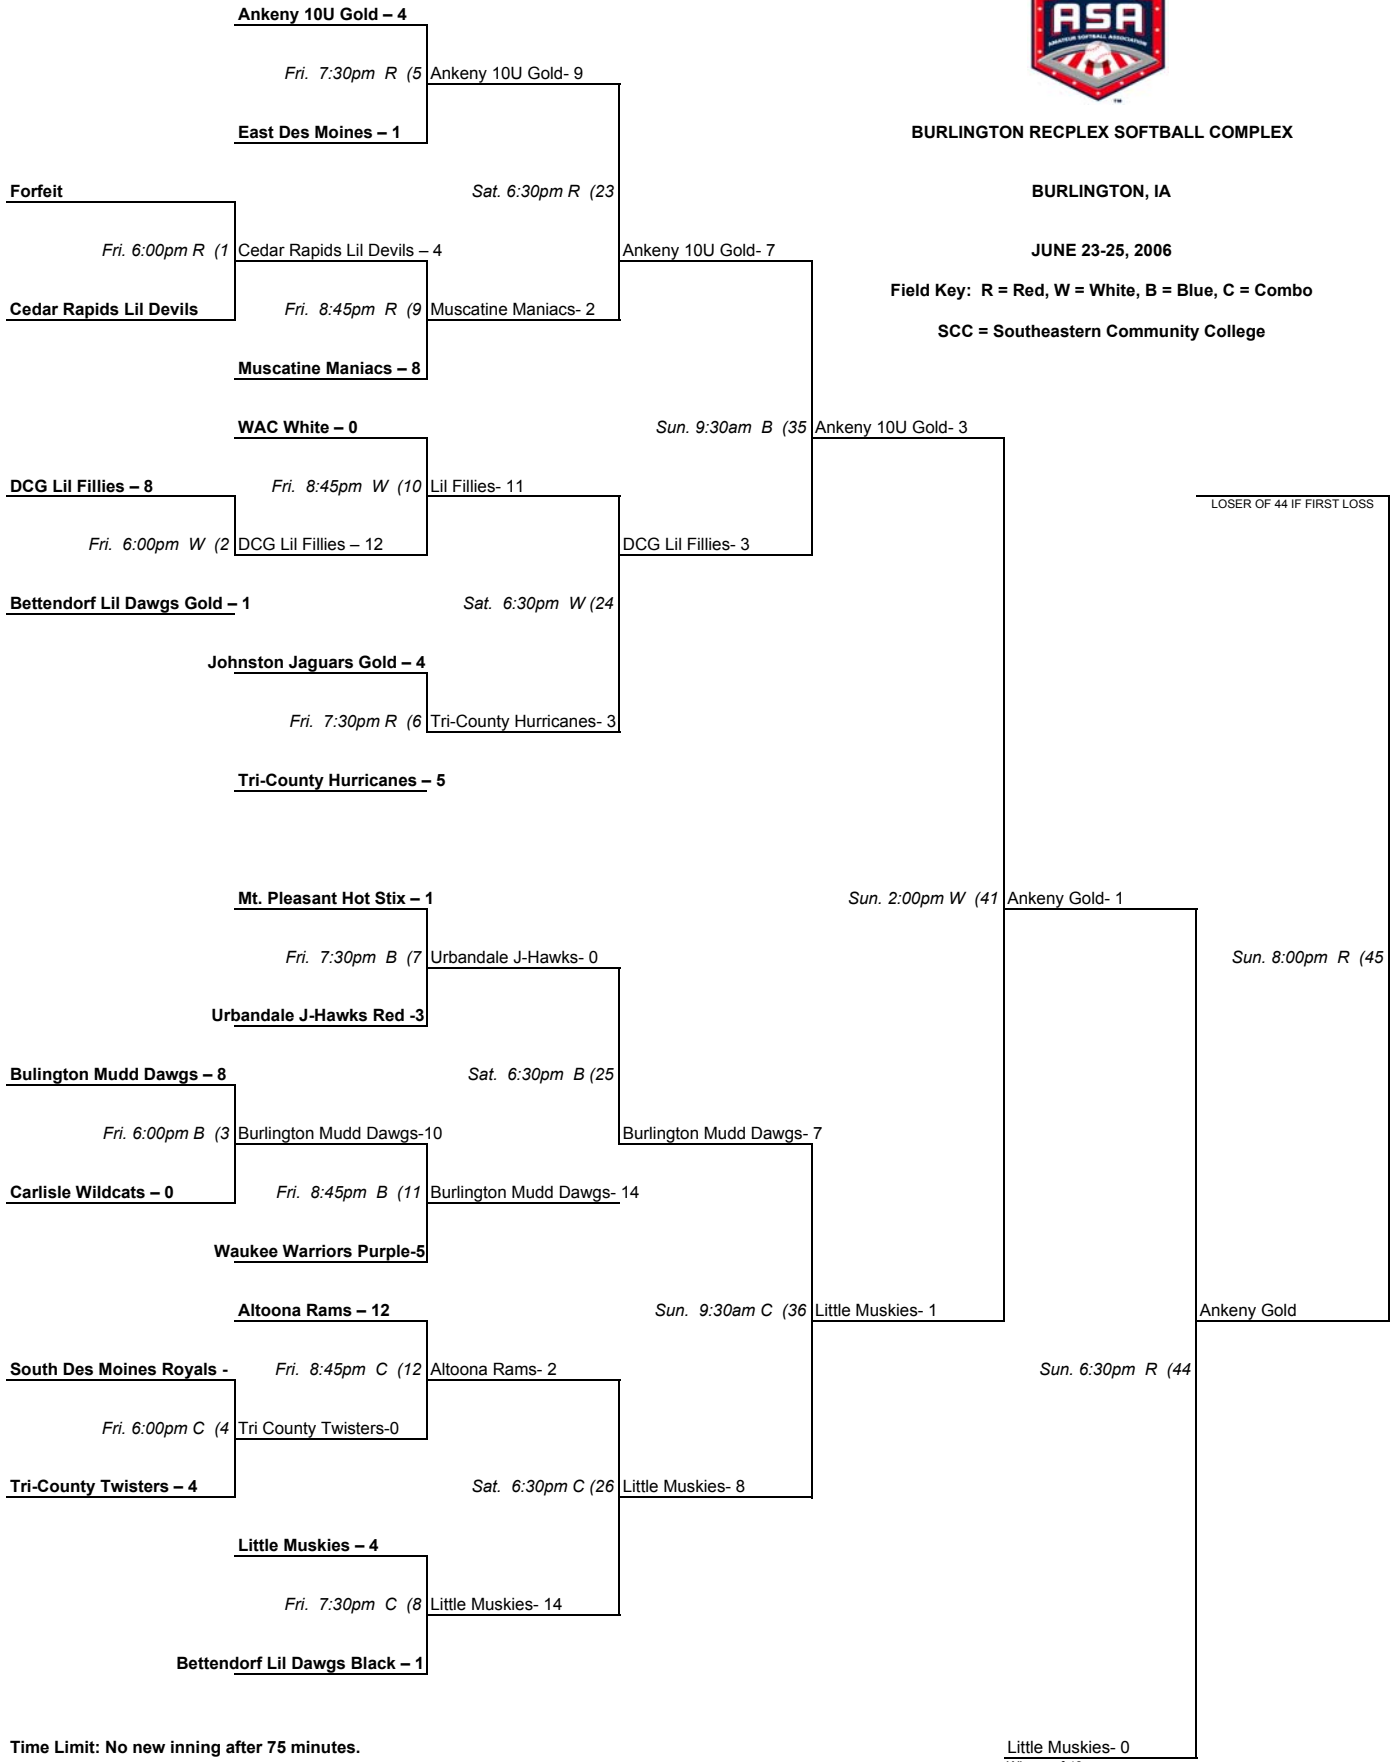 Ankeny 10U Gold – 4
ASA
AMATEUR SOFTBALL ASSOCIATION
TM
Fri. 7:30pm R (5 Ankeny 10U Gold- 9
East Des Moines – 1
BURLINGTON RECPLEX SOFTBALL COMPLEX
Forfeit
Sat. 6:30pm R (23
BURLINGTON, IA
Fri. 6:00pm R (1 Cedar Rapids Lil Devils – 4
Ankeny 10U Gold- 7
JUNE 23-25, 2006
Field Key: R = Red, W = White, B = Blue, C = Combo
Cedar Rapids Lil Devils
Fri. 8:45pm R (9 Muscatine Maniacs- 2
SCC = Southeastern Community College
Muscatine Maniacs – 8
WAC White – 0
Sun. 9:30am B (35 Ankeny 10U Gold- 3
DCG Lil Fillies – 8
Fri. 8:45pm W (10 Lil Fillies- 11
LOSER OF 44 IF FIRST LOSS
Fri. 6:00pm W (2 DCG Lil Fillies – 12
DCG Lil Fillies- 3
Bettendorf Lil Dawgs Gold – 1
Sat. 6:30pm W (24
Johnston Jaguars Gold – 4
Fri. 7:30pm R (6 Tri-County Hurricanes- 3
Tri-County Hurricanes – 5
Mt. Pleasant Hot Stix – 1
Sun. 2:00pm W (41 Ankeny Gold- 1
Fri. 7:30pm B (7 Urbandale J-Hawks- 0
Sun. 8:00pm R (45
Urbandale J-Hawks Red -3
Bulington Mudd Dawgs – 8
Sat. 6:30pm B (25
Fri. 6:00pm B (3 Burlington Mudd Dawgs-10
Burlington Mudd Dawgs- 7
Carlisle Wildcats – 0
Fri. 8:45pm B (11 Burlington Mudd Dawgs- 14
Waukee Warriors Purple-5
Altoona Rams – 12
Sun. 9:30am C (36 Little Muskies- 1
Ankeny Gold
South Des Moines Royals -
Fri. 8:45pm C (12 Altoona Rams- 2
Sun. 6:30pm R (44
Fri. 6:00pm C (4 Tri County Twisters-0
Tri-County Twisters – 4
Sat. 6:30pm C (26 Little Muskies- 8
Little Muskies – 4
Fri. 7:30pm C (8 Little Muskies- 14
Bettendorf Lil Dawgs Black – 1
Time Limit: No new inning after 75 minutes.
Little Muskies- 0